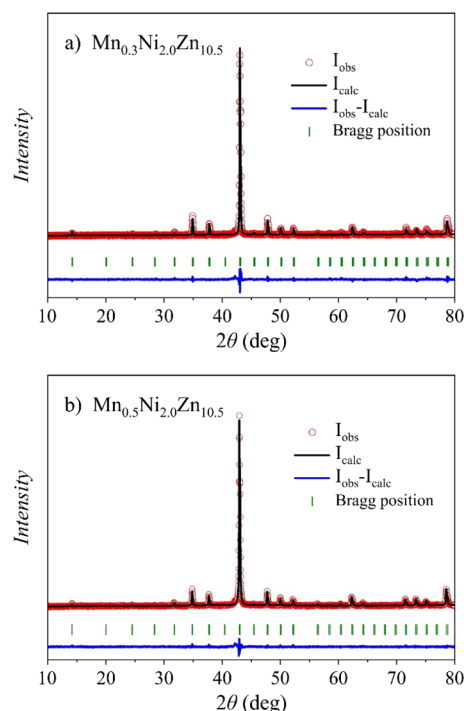 a) Mn0.3Ni2.0Zn10.5
Iobs
Icalc
Iobs-Icalc
Bragg position
Intensity
10 20 30 40 50 60 70 80
2θ (deg)
b) Mn0.5Ni2.0Zn10.5
Iobs
Icalc
Iobs-Icalc
Bragg position
Intensity
10 20 30 40 50 60 70 80
2θ (deg)